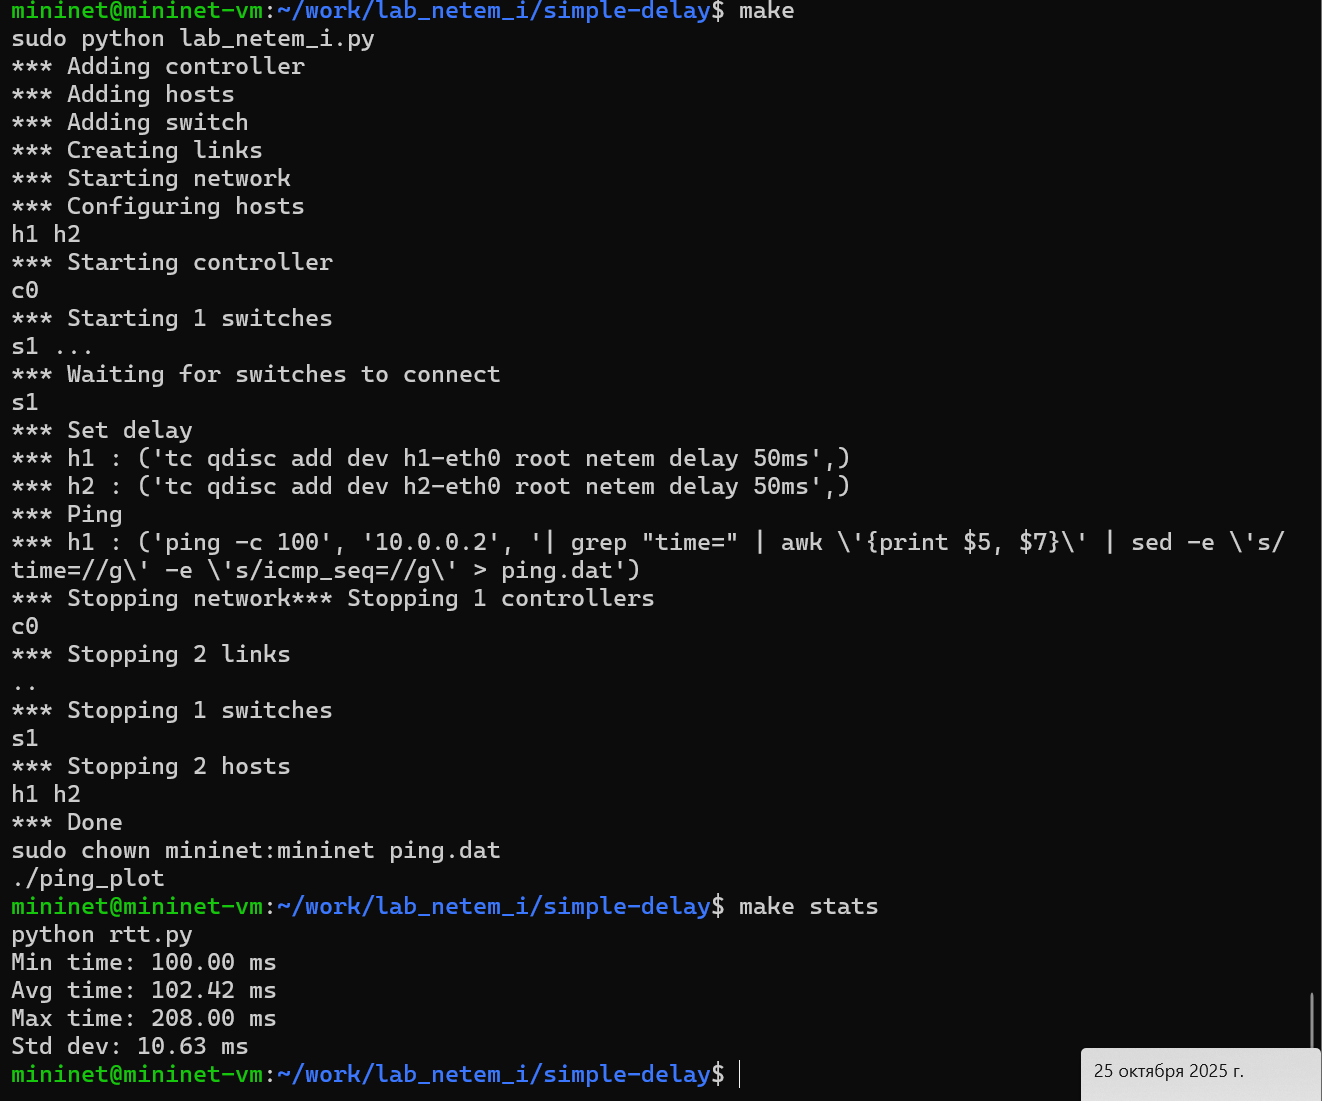 mininet@mininet-vm:~/work/lab_netem_i/simple-delay$ make
sudo python lab_netem_i.py
*** Adding controller
*** Adding hosts
*** Adding switch
*** Creating links
*** Starting network
*** Configuring hosts
h1 h2
*** Starting controller
c0
*** Starting 1 switches
s1 ...
*** Waiting for switches to connect
s1
*** Set delay
*** h1 : ('tc qdisc add dev h1-eth0 root netem delay 50ms',)
*** h2 : ('tc qdisc add dev h2-eth0 root netem delay 50ms',)
*** Ping
*** h1 : ('ping -c 100', '10.0.0.2', '| grep "time=" | awk \'{print $5, $7}\' | sed -e \'s/
time=//g\' -e \'s/icmp_seq=//g\' > ping.dat')
*** Stopping network*** Stopping 1 controllers
c0
*** Stopping 2 links
..
*** Stopping 1 switches
s1
*** Stopping 2 hosts
h1 h2
*** Done
sudo chown mininet:mininet ping.dat
./ping_plot
mininet@mininet-vm:~/work/lab_netem_i/simple-delay$ make stats
python rtt.py
Min time: 100.00 ms
Avg time: 102.42 ms
Max time: 208.00 ms
Std dev: 10.63 ms
mininet@mininet-vm:~/work/lab_netem_i/simple-delay$
25 октября 2025 г.